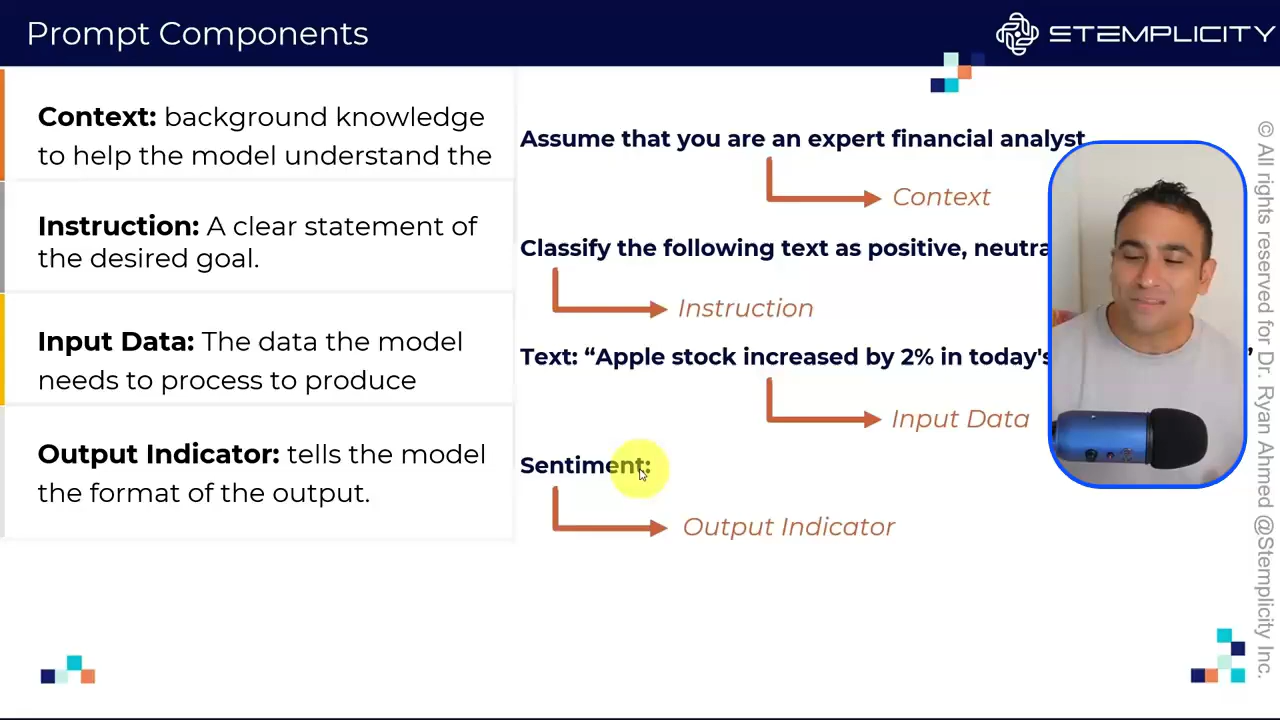 Prompt Components
STEMPLICITY
Context: background knowledge
to help the model understand the
Assume that you are an expert financial analyst
Context
Instruction: A clear statement of
the desired goal.
Classify the following text as positive, neutra
Instruction
Input Data: The data the model
needs to process to produce
Text: “Apple stock increased by 2% in today's ”
Input Data
Output Indicator: tells the model
the format of the output.
Sentiment:
Output Indicator
© All rights reserved for Dr. Ryan Ahmed @Stemplicity Inc.